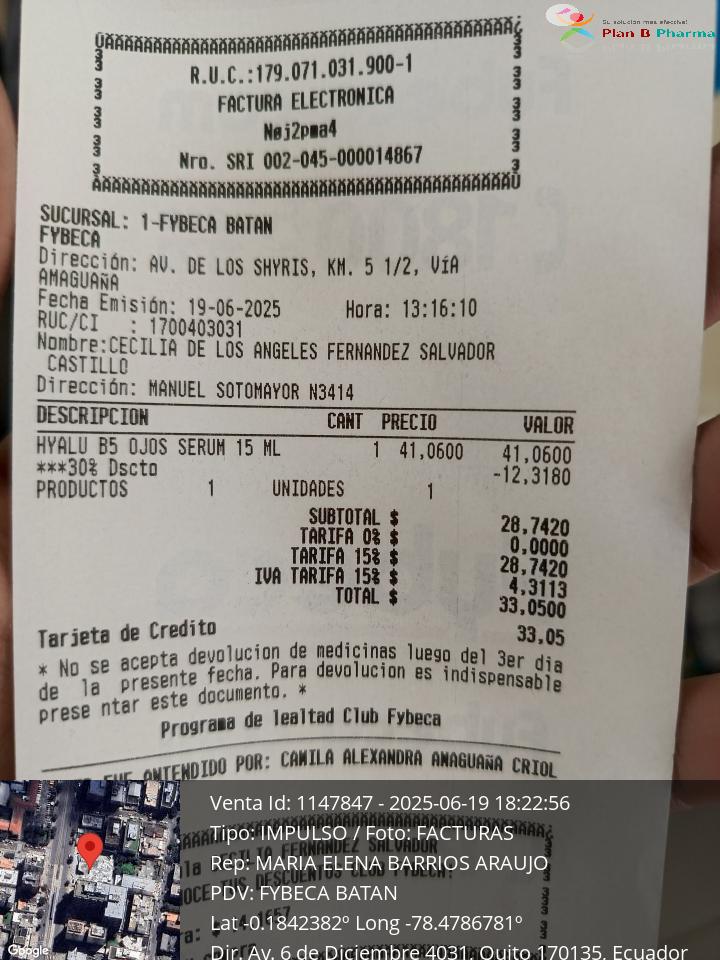 Su solución mas efectiva!
Plan B Pharma
R.U.C.:179.071.031.900-1
FACTURA ELECTRONICA
Nøj2pma4
Nro. SRI 002-045-000014867
SUCURSAL: 1-FYBECA BATAN
FYBECA
Dirección: AV. DE LOS SHYRIS, KM. 5 1/2, VíA
AMAGUAÑA
Fecha Emisión: 19-06-2025 Hora: 13:16:10
RUC/CI : 1700403031
Nombre:CECILIA DE LOS ANGELES FERNANDEZ SALVADOR
CASTILLO
Dirección: MANUEL SOTOMAYOR N3414
DESCRIPCION CANT PRECIO VALOR
HYALU B5 OJOS SERUM 15 ML 1 41,0600 41,0600
***30% Dscto -12,3180
PRODUCTOS 1 UNIDADES 1
SUBTOTAL $ 28,7420
TARIFA 0% $ 0,0000
TARIFA 15% $ 28,7420
IVA TARIFA 15% $ 4,3113
TOTAL $ 33,0500
Tarjeta de Credito 33,05
* No se acepta devolucion de medicinas luego del 3er dia
de la presente fecha. Para devolucion es indispensable
prese ntar este documento. *
Programa de lealtad Club Fybeca
FUE ANTENDIDO POR: CAMILA ALEXANDRA AMAGUAÑA CRIOL
Venta Id: 1147847 - 2025-06-19 18:22:56
Tipo: IMPULSO / Foto: FACTURAS
Rep: MARIA ELENA BARRIOS ARAUJO
PDV: FYBECA BATAN
Lat -0.1842382º Long -78.4786781º
Dir. Av. 6 de Diciembre 4031, Quito 170135, Ecuador
Google